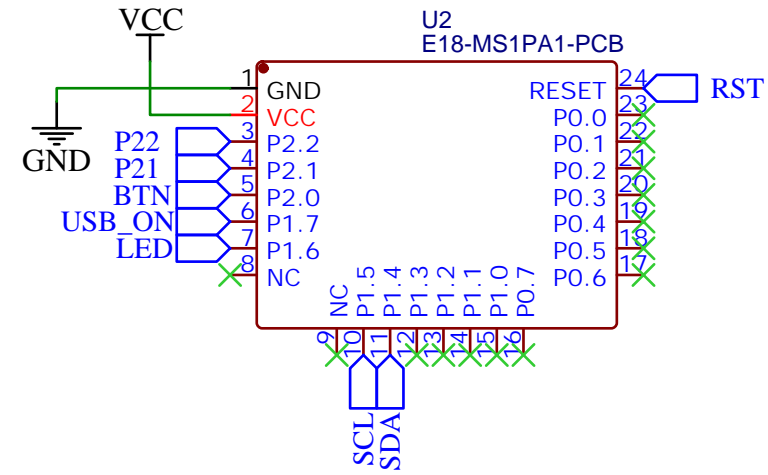 VCC
U2
E18-MS1PA1-PCB
GND
1 GND
2 VCC
P22 3 P2.2
P21 4 P2.1
BTN 5 P2.0
USB_ON 6 P1.7
LED 7 P1.6
8 NC
RESET 24 RST
P0.0 23
P0.1 22
P0.2 21
P0.3 20
P0.4 19
P0.5 18
P0.6 17
NC 9
P1.5 10 SCL
P1.4 11 SDA
P1.3 12
P1.2 13
P1.1 14
P1.0 15
P0.7 16